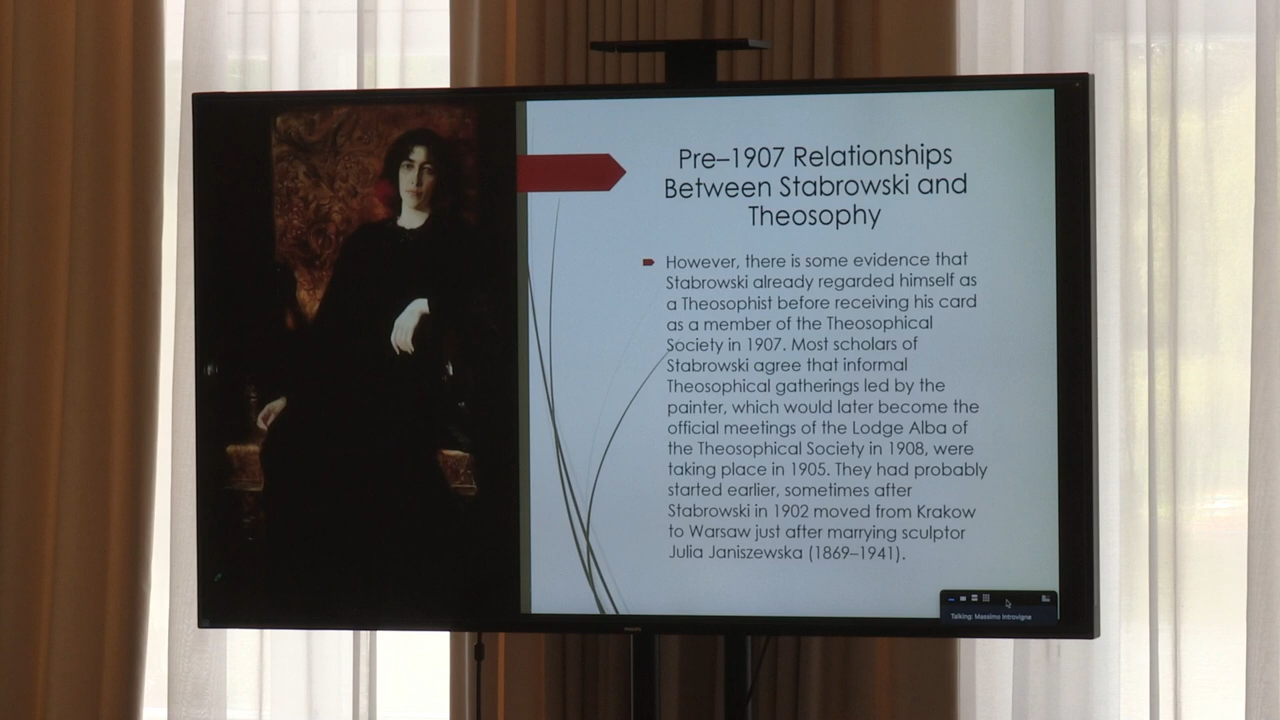 Pre–1907 Relationships
Between Stabrowski and
Theosophy
However, there is some evidence that
Stabrowski already regarded himself as
a Theosophist before receiving his card
as a member of the Theosophical
Society in 1907. Most scholars of
Stabrowski agree that informal
Theosophical gatherings led by the
painter, which would later become the
official meetings of the Lodge Alba of
the Theosophical Society in 1908, were
taking place in 1905. They had probably
started earlier, sometimes after
Stabrowski in 1902 moved from Krakow
to Warsaw just after marrying sculptor
Julia Janiszewska (1869–1941).
Talking: Massimo Introvigne
PHILIPS